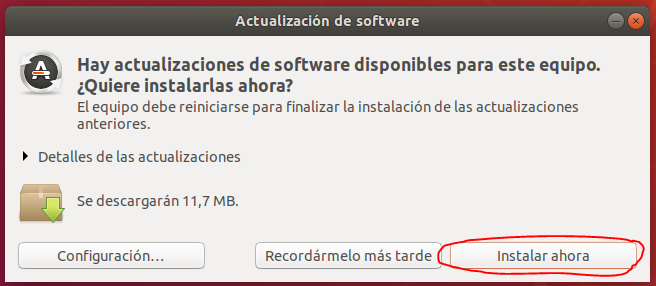 Actualización de software
Hay actualizaciones de software disponibles para este equipo.
¿Quiere instalarlas ahora?
El equipo debe reiniciarse para finalizar la instalación de las actualizaciones
anteriores.
Detalles de las actualizaciones
Se descargarán 11,7 MB.
Configuración…
Recordármelo más tarde
Instalar ahora